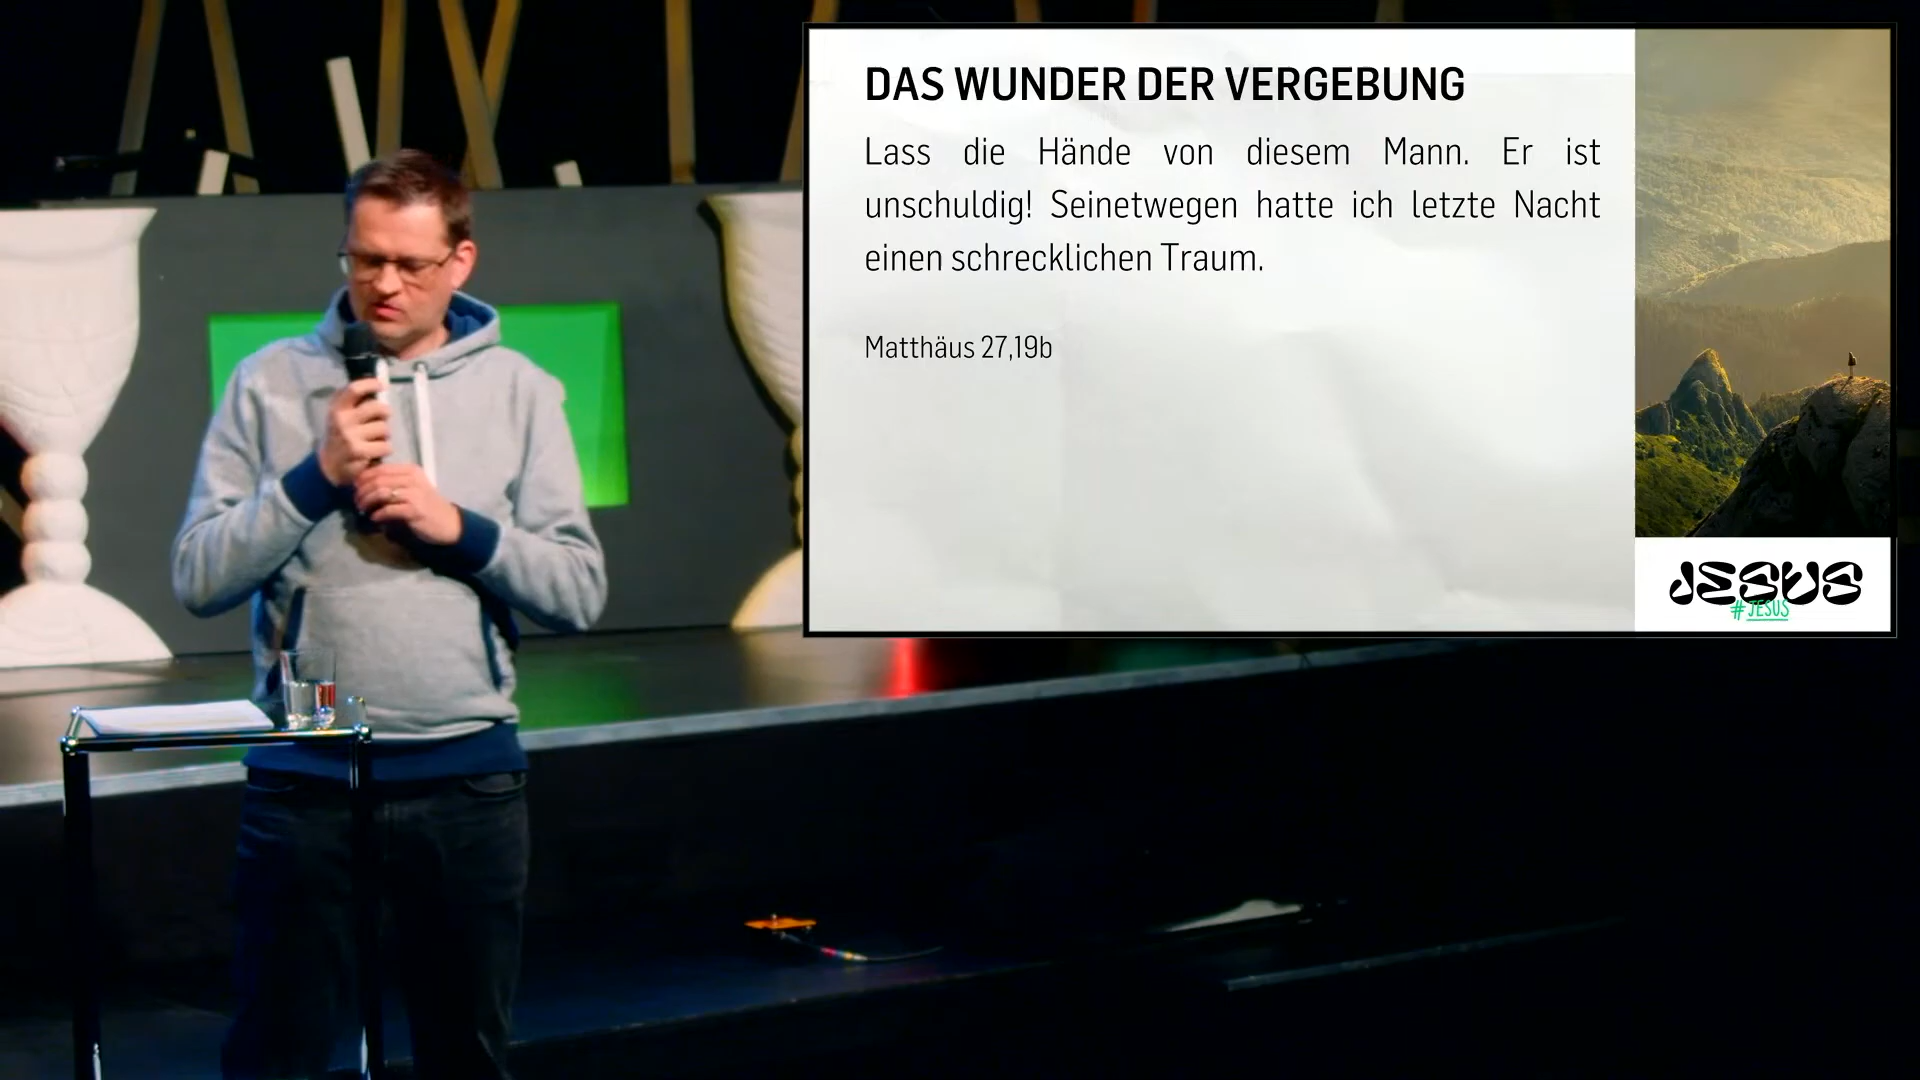 DAS WUNDER DER VERGEBUNG
Lass die Hände von diesem Mann. Er ist
unschuldig! Seinetwegen hatte ich letzte Nacht
einen schrecklichen Traum.
Matthäus 27,19b
JESUS
#JESUS